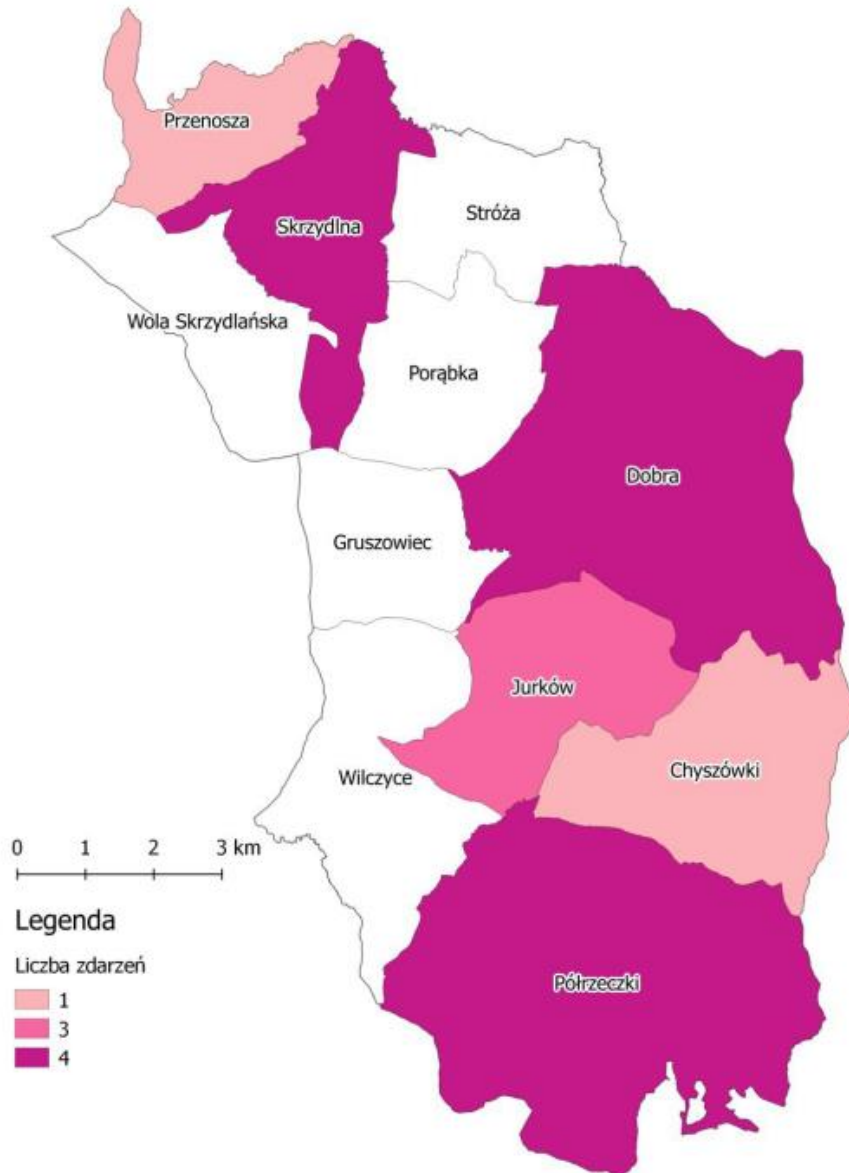 Przenosza
Skrzydlna
Stróża
Wola Skrzydlańska
Porąbka
Dobra
Gruszowiec
Jurków
Chyszówki
Wilczyce
0 1 2 3 km
Legenda
Liczba zdarzeń
1
3
4
Półrzeczki